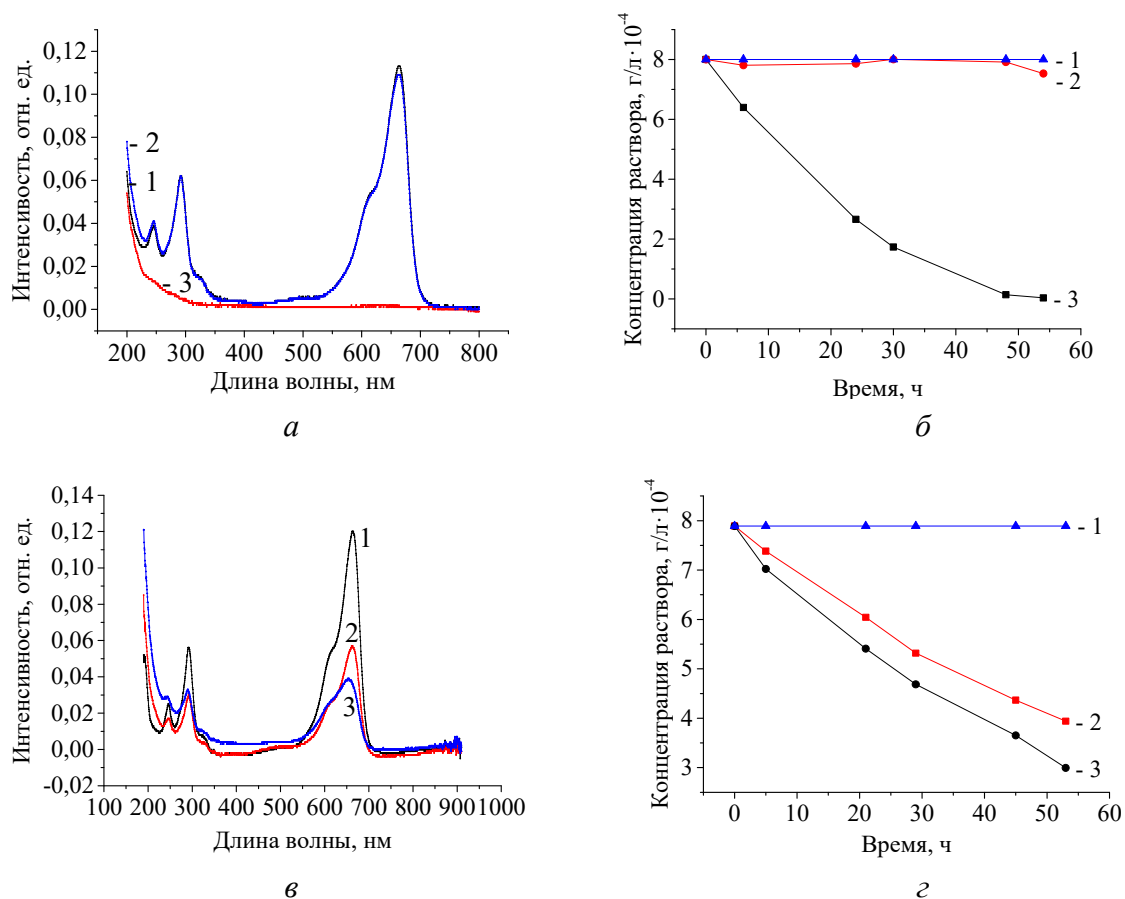 Интенсивость, отн. ед.
0,12
0,10
0,08
0,06
0,04
0,02
0,00
- 2
- 1
- 3
200 300 400 500 600 700 800
Длина волны, нм
а
Концентрация раствора, г/л·10⁻⁴
8
6
4
2
0
- 1
- 2
- 3
0 10 20 30 40 50 60
Время, ч
б
Интенсивность, отн. ед.
0,14
0,12
0,10
0,08
0,06
0,04
0,02
0,00
-0,02
1
2
3
100 200 300 400 500 600 700 800 900 1000
Длина волны, нм
в
Концентрация раствора, г/л·10⁻⁴
8
7
6
5
4
3
- 1
- 2
- 3
0 10 20 30 40 50 60
Время, ч
г